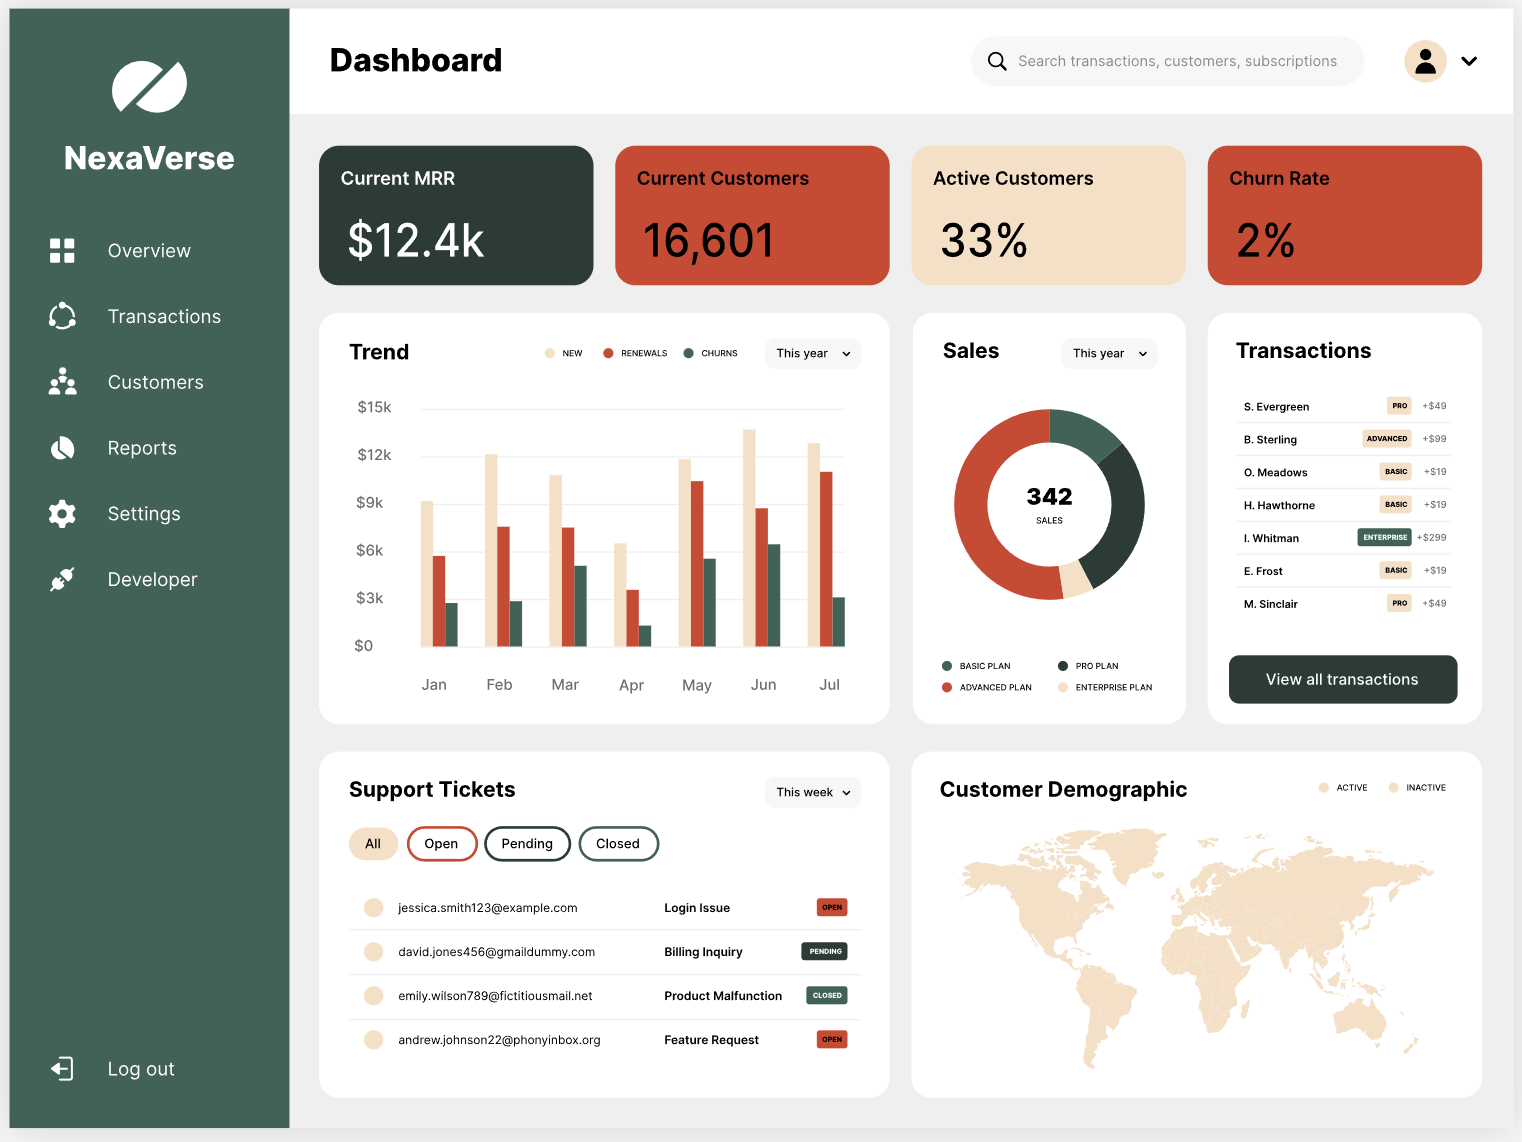 NexaVerse
Overview
Transactions
Customers
Reports
Settings
Developer
Log out
Dashboard
Search transactions, customers, subscriptions
Current MRR
$12.4k
Current Customers
16,601
Active Customers
33%
Churn Rate
2%
Trend
NEW RENEWALS CHURNS
This year
$15k
$12k
$9k
$6k
$3k
$0
Jan Feb Mar Apr May Jun Jul
Sales
This year
342
SALES
BASIC PLAN PRO PLAN
ADVANCED PLAN ENTERPRISE PLAN
Transactions
S. Evergreen PRO +$49
B. Sterling ADVANCED +$99
O. Meadows BASIC +$19
H. Hawthorne BASIC +$19
I. Whitman ENTERPRISE +$299
E. Frost BASIC +$19
M. Sinclair PRO +$49
View all transactions
Support Tickets
This week
All Open Pending Closed
jessica.smith123@example.com Login Issue OPEN
david.jones456@gmaildummy.com Billing Inquiry PENDING
emily.wilson789@fictitiousmail.net Product Malfunction CLOSED
andrew.johnson22@phonyinbox.org Feature Request OPEN
Customer Demographic
ACTIVE INACTIVE